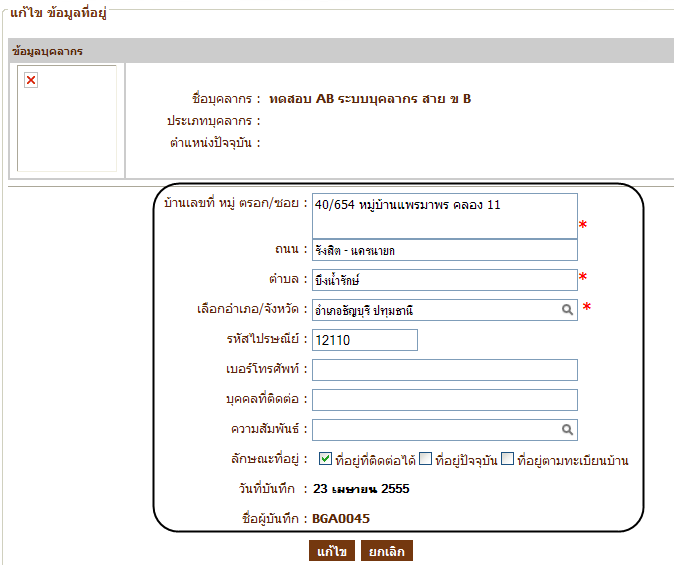 แก้ไข ข้อมูลที่อยู่
ข้อมูลบุคลากร
ชื่อบุคลากร : ทดสอบ AB ระบบบุคลากร สาย ข B
ประเภทบุคลากร :
ตำแหน่งปัจจุบัน :
บ้านเลขที่ หมู่ ตรอก/ซอย : 40/654 หมู่บ้านแพรมาพร คลอง 11 *
ถนน : รังสิต - นครนายก
ตำบล : บึงน้ำรักษ์ *
เลือกอำเภอ/จังหวัด : อำเภอธัญบุรี ปทุมธานี *
รหัสไปรษณีย์ : 12110
เบอร์โทรศัพท์ :
บุคคลที่ติดต่อ :
ความสัมพันธ์ :
ลักษณะที่อยู่ : ที่อยู่ที่ติดต่อได้ ที่อยู่ปัจจุบัน ที่อยู่ตามทะเบียนบ้าน
วันที่บันทึก : 23 เมษายน 2555
ชื่อผู้บันทึก : BGA0045
แก้ไข ยกเลิก